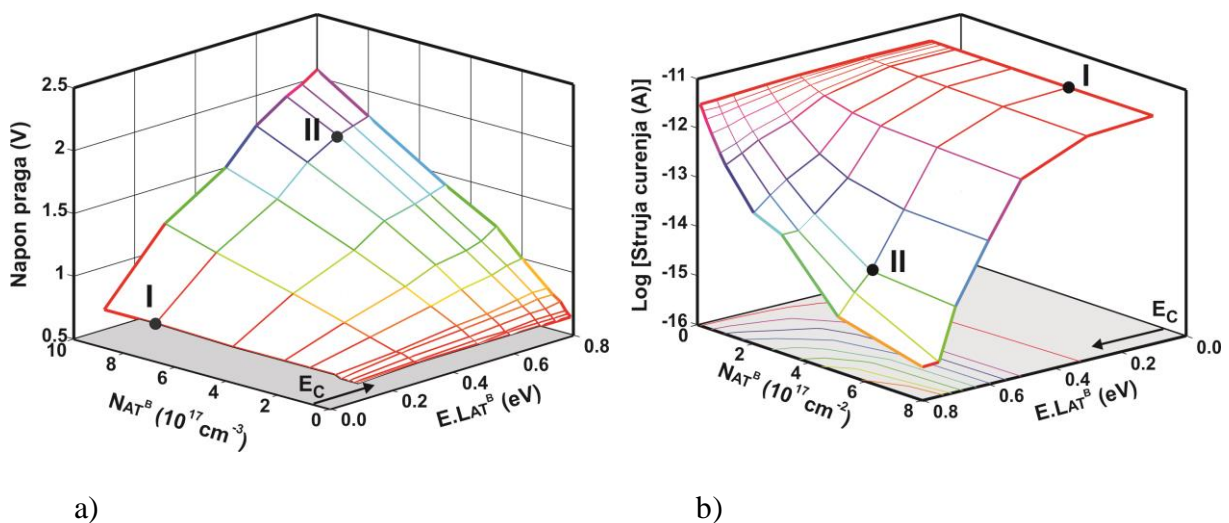 2.5
2
1.5
1
0.5
Napon praga (V)
10
8
6
4
2
0
N_AT^B (10^17 cm^-3)
0.0
0.2
0.4
0.6
0.8
E.L_AT^B (eV)
E_C
I
II
-11
-12
-13
-14
-15
-16
Log [Struja curenja (A)]
0
2
4
6
8
N_AT^B (10^17 cm^-2)
0.8
0.6
0.4
0.2
0.0
E.L_AT^B (eV)
E_C
I
II
a)
b)